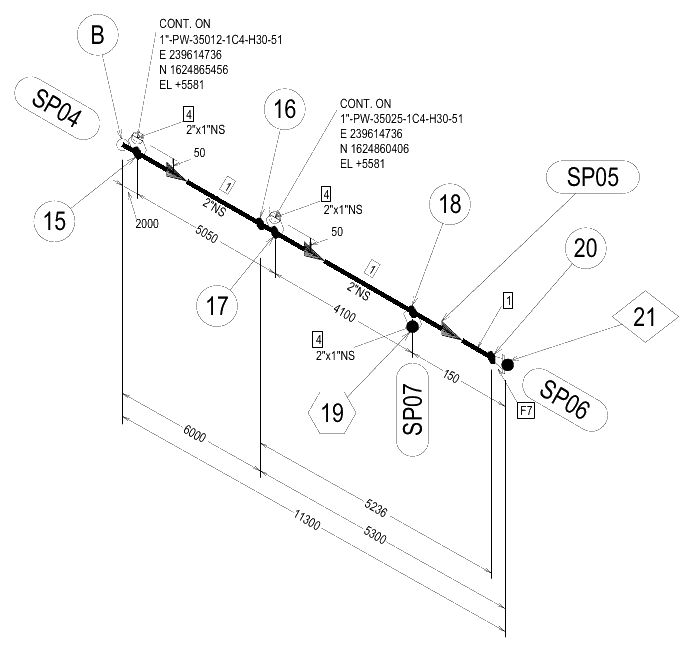 CONT. ON
1"-PW-35012-1C4-H30-51
E 239614736
N 1624865456
EL +5581
B
SP04
4
2"x1"NS
50
16
CONT. ON
1"-PW-35025-1C4-H30-51
E 239614736
N 1624860406
EL +5581
15
1
2"NS
2000
5050
4
2"x1"NS
50
SP05
18
20
17
1
2"NS
4100
1
21
4
2"x1"NS
19
SP07
150
F7
SP06
6000
5236
5300
11300